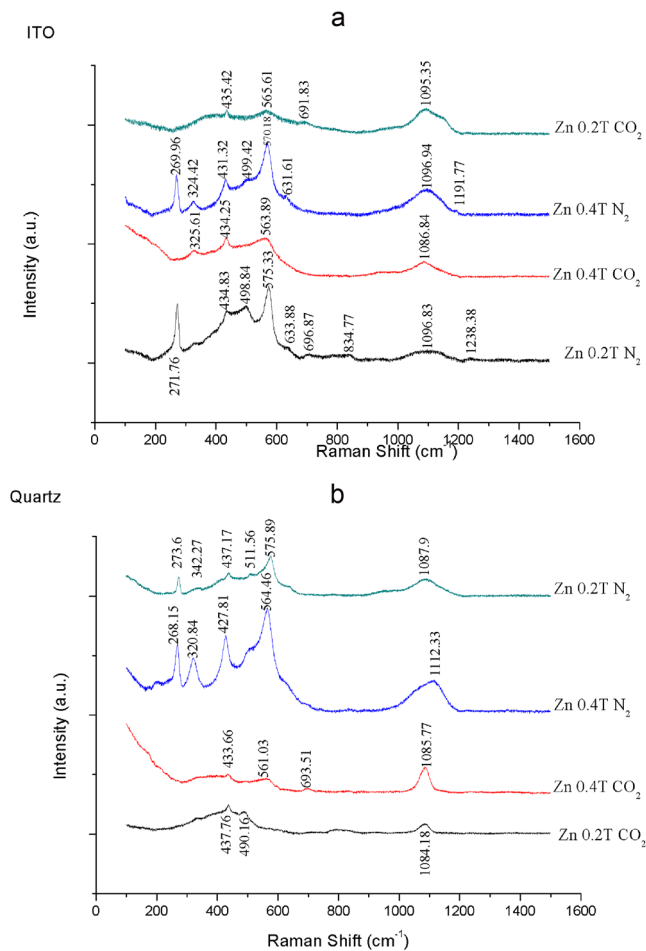 a
ITO
435.42
565.61
691.83
1095.35
Zn 0.2T CO₂
269.96
324.42
431.32
499.42
570.18
631.61
1096.94
1191.77
Zn 0.4T N₂
325.61
434.25
563.89
1086.84
Zn 0.4T CO₂
271.76
434.83
498.84
575.33
633.88
696.87
834.77
1096.83
1238.38
Zn 0.2T N₂
Intensity (a.u.)
0 200 400 600 800 1000 1200 1400 1600
Raman Shift (cm⁻¹)
Quartz
b
273.6
342.27
437.17
511.56
575.89
1087.9
Zn 0.2T N₂
268.15
320.84
427.81
564.46
1112.33
Zn 0.4T N₂
433.66
561.03
693.51
1085.77
Zn 0.4T CO₂
437.76
490.16
1084.18
Zn 0.2T CO₂
Intensity (a.u.)
0 200 400 600 800 1000 1200 1400 1600
Raman Shift (cm⁻¹)